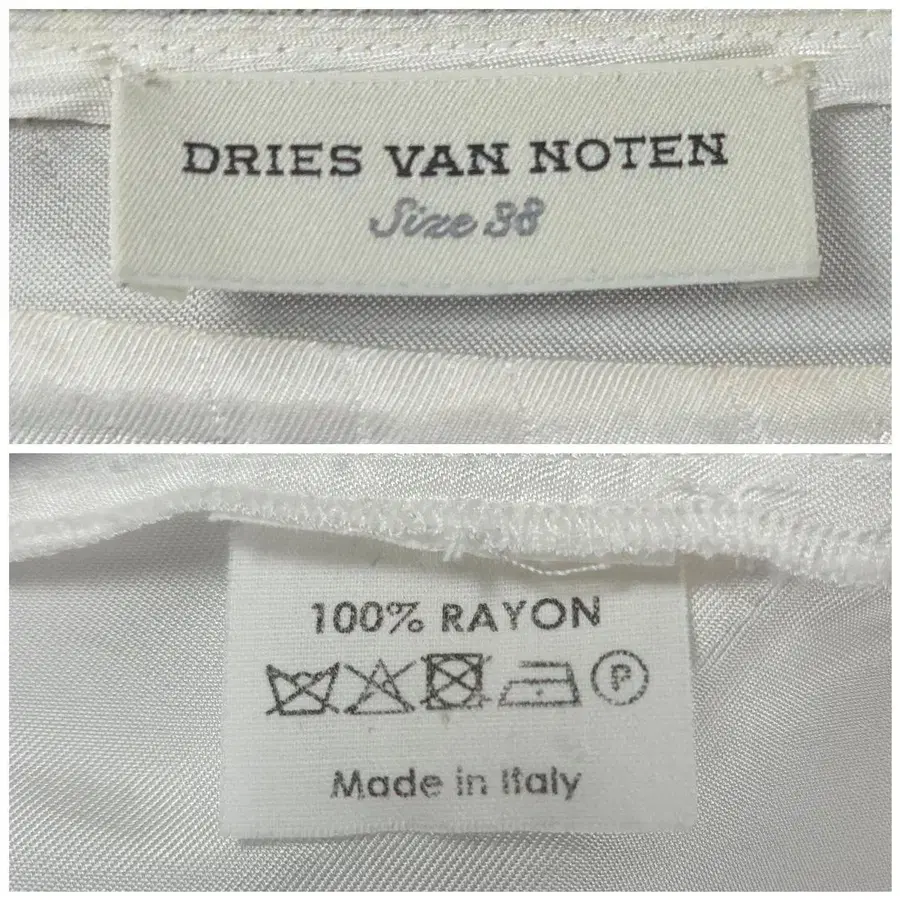 DRIES VAN NOTEN
Size 38
100% RAYON
P
Made in Italy